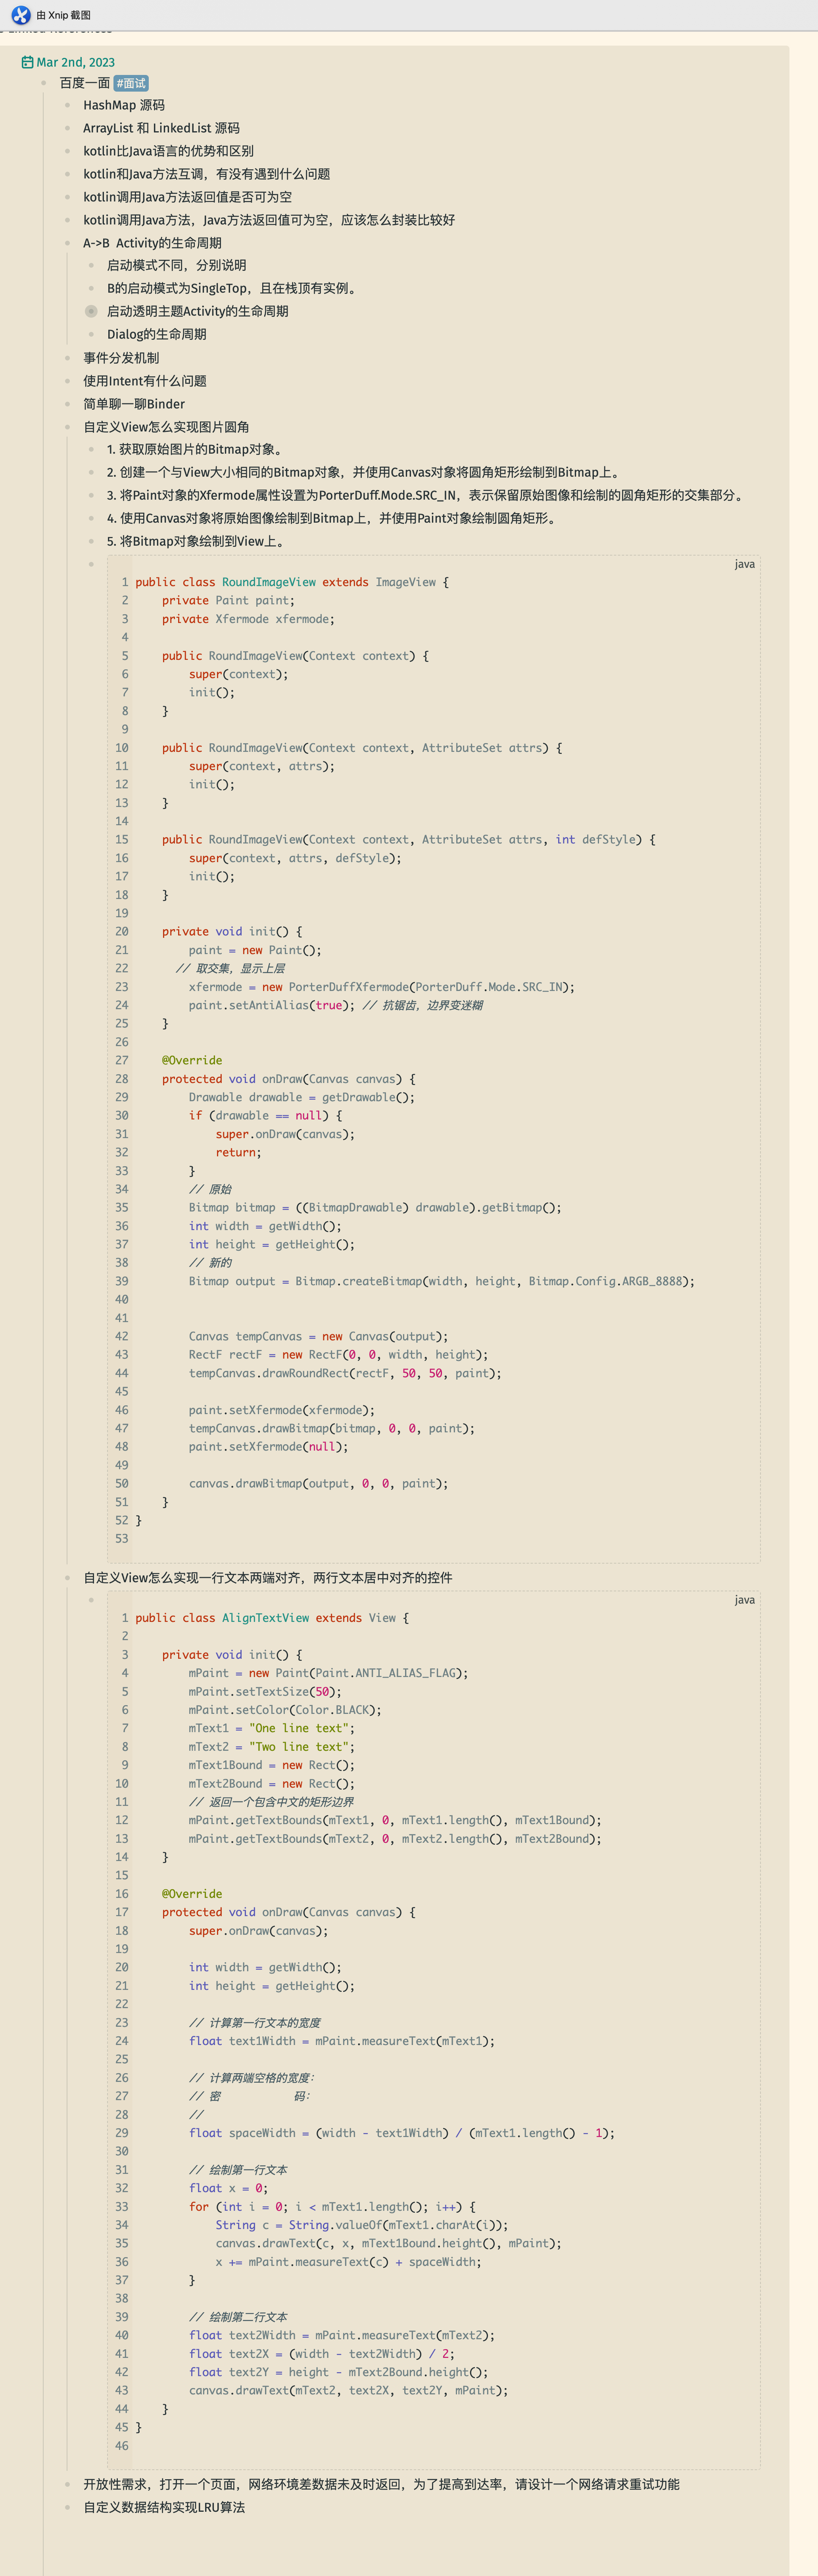 由 Xnip 截图
Linked References
Mar 2nd, 2023
百度一面 #面试
HashMap 源码
ArrayList 和 LinkedList 源码
kotlin比Java语言的优势和区别
kotlin和Java方法互调，有没有遇到什么问题
kotlin调用Java方法返回值是否可为空
kotlin调用Java方法，Java方法返回值可为空，应该怎么封装比较好
A->B Activity的生命周期
启动模式不同，分别说明
B的启动模式为SingleTop，且在栈顶有实例。
启动透明主题Activity的生命周期
Dialog的生命周期
事件分发机制
使用Intent有什么问题
简单聊一聊Binder
自定义View怎么实现图片圆角
1. 获取原始图片的Bitmap对象。
2. 创建一个与View大小相同的Bitmap对象，并使用Canvas对象将圆角矩形绘制到Bitmap上。
3. 将Paint对象的Xfermode属性设置为PorterDuff.Mode.SRC_IN，表示保留原始图像和绘制的圆角矩形的交集部分。
4. 使用Canvas对象将原始图像绘制到Bitmap上，并使用Paint对象绘制圆角矩形。
5. 将Bitmap对象绘制到View上。
java
1 public class RoundImageView extends ImageView {
2     private Paint paint;
3     private Xfermode xfermode;
4
5     public RoundImageView(Context context) {
6         super(context);
7         init();
8     }
9
10     public RoundImageView(Context context, AttributeSet attrs) {
11         super(context, attrs);
12         init();
13     }
14
15     public RoundImageView(Context context, AttributeSet attrs, int defStyle) {
16         super(context, attrs, defStyle);
17         init();
18     }
19
20     private void init() {
21         paint = new Paint();
22       // 取交集，显示上层
23         xfermode = new PorterDuffXfermode(PorterDuff.Mode.SRC_IN);
24         paint.setAntiAlias(true); // 抗锯齿，边界变迷糊
25     }
26
27     @Override
28     protected void onDraw(Canvas canvas) {
29         Drawable drawable = getDrawable();
30         if (drawable == null) {
31             super.onDraw(canvas);
32             return;
33         }
34         // 原始
35         Bitmap bitmap = ((BitmapDrawable) drawable).getBitmap();
36         int width = getWidth();
37         int height = getHeight();
38         // 新的
39         Bitmap output = Bitmap.createBitmap(width, height, Bitmap.Config.ARGB_8888);
40
41
42         Canvas tempCanvas = new Canvas(output);
43         RectF rectF = new RectF(0, 0, width, height);
44         tempCanvas.drawRoundRect(rectF, 50, 50, paint);
45
46         paint.setXfermode(xfermode);
47         tempCanvas.drawBitmap(bitmap, 0, 0, paint);
48         paint.setXfermode(null);
49
50         canvas.drawBitmap(output, 0, 0, paint);
51     }
52 }
53
自定义View怎么实现一行文本两端对齐，两行文本居中对齐的控件
java
1 public class AlignTextView extends View {
2
3     private void init() {
4         mPaint = new Paint(Paint.ANTI_ALIAS_FLAG);
5         mPaint.setTextSize(50);
6         mPaint.setColor(Color.BLACK);
7         mText1 = "One line text";
8         mText2 = "Two line text";
9         mText1Bound = new Rect();
10         mText2Bound = new Rect();
11         // 返回一个包含中文的矩形边界
12         mPaint.getTextBounds(mText1, 0, mText1.length(), mText1Bound);
13         mPaint.getTextBounds(mText2, 0, mText2.length(), mText2Bound);
14     }
15
16     @Override
17     protected void onDraw(Canvas canvas) {
18         super.onDraw(canvas);
19
20         int width = getWidth();
21         int height = getHeight();
22
23         // 计算第一行文本的宽度
24         float text1Width = mPaint.measureText(mText1);
25
26         // 计算两端空格的宽度：
27         // 密           码：
28         //
29         float spaceWidth = (width - text1Width) / (mText1.length() - 1);
30
31         // 绘制第一行文本
32         float x = 0;
33         for (int i = 0; i < mText1.length(); i++) {
34             String c = String.valueOf(mText1.charAt(i));
35             canvas.drawText(c, x, mText1Bound.height(), mPaint);
36             x += mPaint.measureText(c) + spaceWidth;
37         }
38
39         // 绘制第二行文本
40         float text2Width = mPaint.measureText(mText2);
41         float text2X = (width - text2Width) / 2;
42         float text2Y = height - mText2Bound.height();
43         canvas.drawText(mText2, text2X, text2Y, mPaint);
44     }
45 }
46
开放性需求，打开一个页面，网络环境差数据未及时返回，为了提高到达率，请设计一个网络请求重试功能
自定义数据结构实现LRU算法